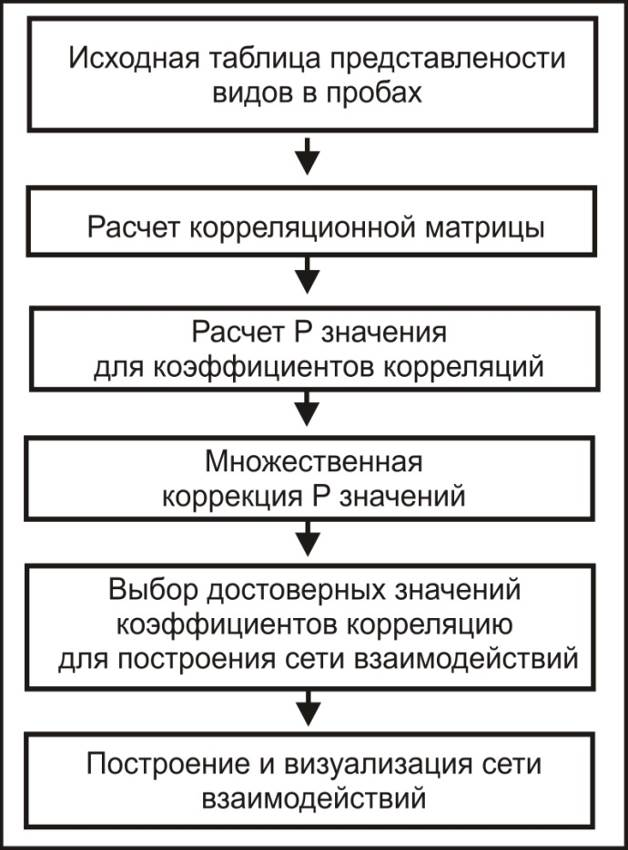 Исходная таблица представлености
видов в пробах
Расчет корреляционной матрицы
Расчет P значения
для коэффициентов корреляций
Множественная
коррекция P значений
Выбор достоверных значений
коэффициентов корреляцию
для построения сети взаимодействий
Построение и визуализация сети
взаимодействий